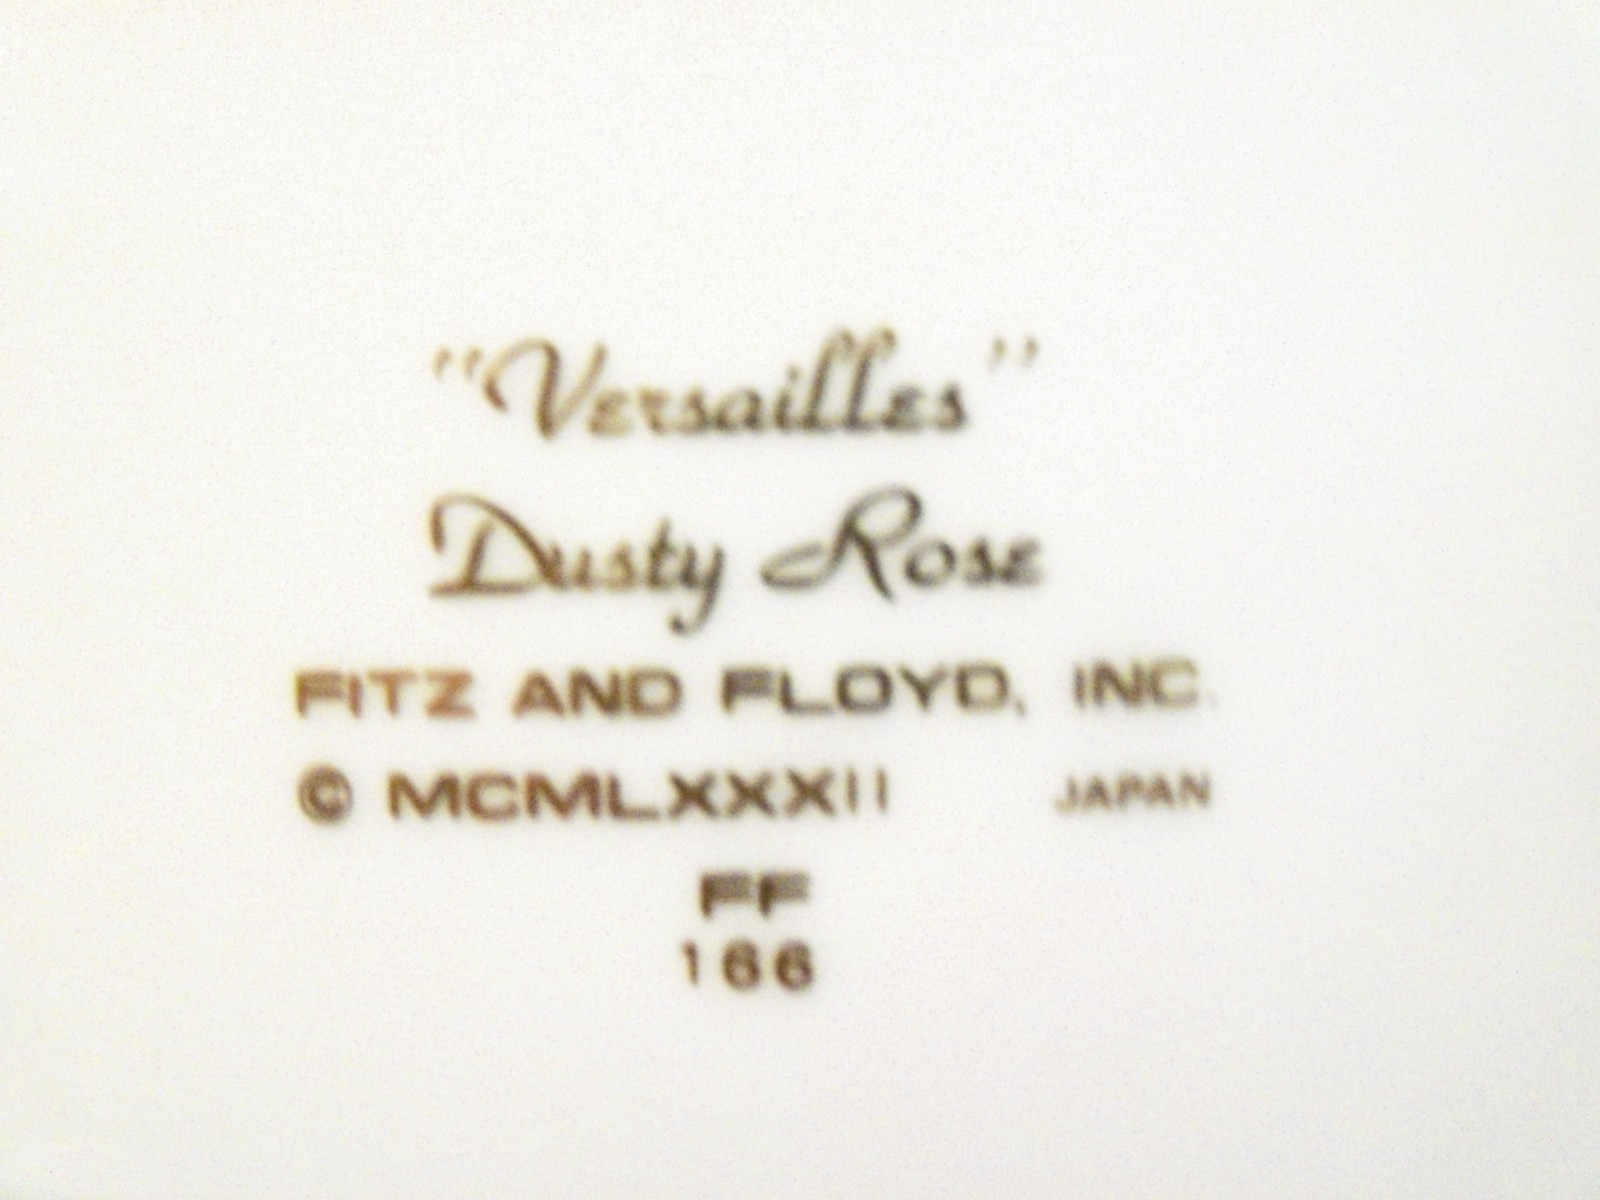 "Versailles"
Dusty Rose
FITZ AND FLOYD, INC.
© MCMLXXXII JAPAN
FF
166